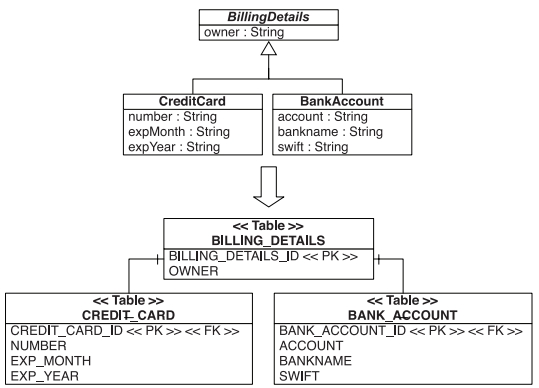 BillingDetails
owner : String
CreditCard
number : String
expMonth : String
expYear : String
BankAccount
account : String
bankname : String
swift : String
<< Table >>
BILLING_DETAILS
BILLING_DETAILS_ID << PK >>
OWNER
<< Table >>
CREDIT_CARD
CREDIT_CARD_ID << PK >> << FK >>
NUMBER
EXP_MONTH
EXP_YEAR
<< Table >>
BANK_ACCOUNT
BANK_ACCOUNT_ID << PK >> << FK >>
ACCOUNT
BANKNAME
SWIFT